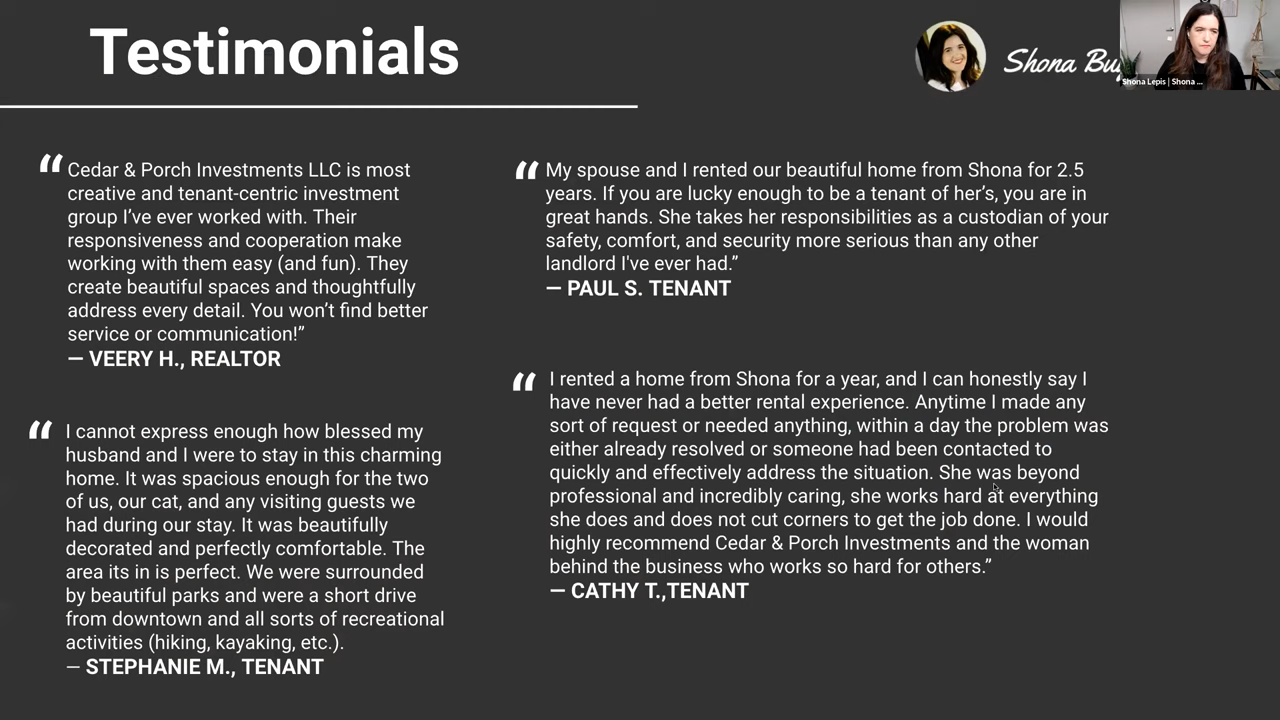 Testimonials
Shona Bu
Shona Lepis | Shona ...
“ Cedar & Porch Investments LLC is most
creative and tenant-centric investment
group I’ve ever worked with. Their
responsiveness and cooperation make
working with them easy (and fun). They
create beautiful spaces and thoughtfully
address every detail. You won’t find better
service or communication!”
— VEERY H., REALTOR
“ I cannot express enough how blessed my
husband and I were to stay in this charming
home. It was spacious enough for the two
of us, our cat, and any visiting guests we
had during our stay. It was beautifully
decorated and perfectly comfortable. The
area its in is perfect. We were surrounded
by beautiful parks and were a short drive
from downtown and all sorts of recreational
activities (hiking, kayaking, etc.).
— STEPHANIE M., TENANT
“ My spouse and I rented our beautiful home from Shona for 2.5
years. If you are lucky enough to be a tenant of her’s, you are in
great hands. She takes her responsibilities as a custodian of your
safety, comfort, and security more serious than any other
landlord I've ever had.”
— PAUL S. TENANT
“ I rented a home from Shona for a year, and I can honestly say I
have never had a better rental experience. Anytime I made any
sort of request or needed anything, within a day the problem was
either already resolved or someone had been contacted to
quickly and effectively address the situation. She was beyond
professional and incredibly caring, she works hard at everything
she does and does not cut corners to get the job done. I would
highly recommend Cedar & Porch Investments and the woman
behind the business who works so hard for others.”
— CATHY T.,TENANT